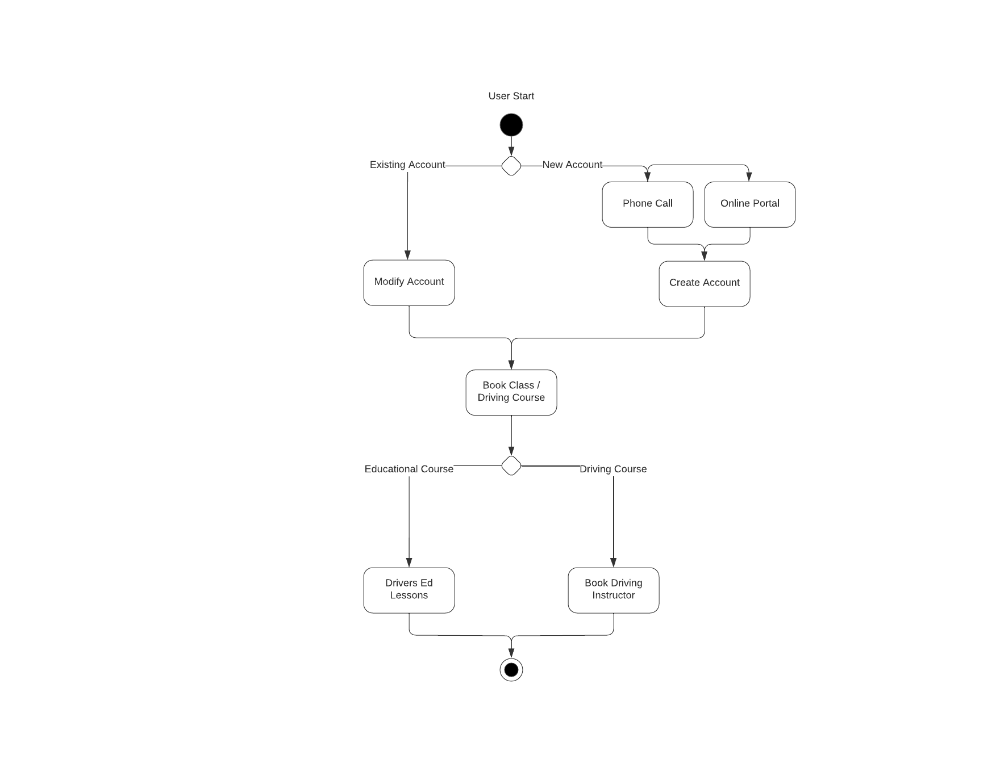 User Start
Existing Account
New Account
Phone Call
Online Portal
Modify Account
Create Account
Book Class /
Driving Course
Educational Course
Driving Course
Drivers Ed
Lessons
Book Driving
Instructor